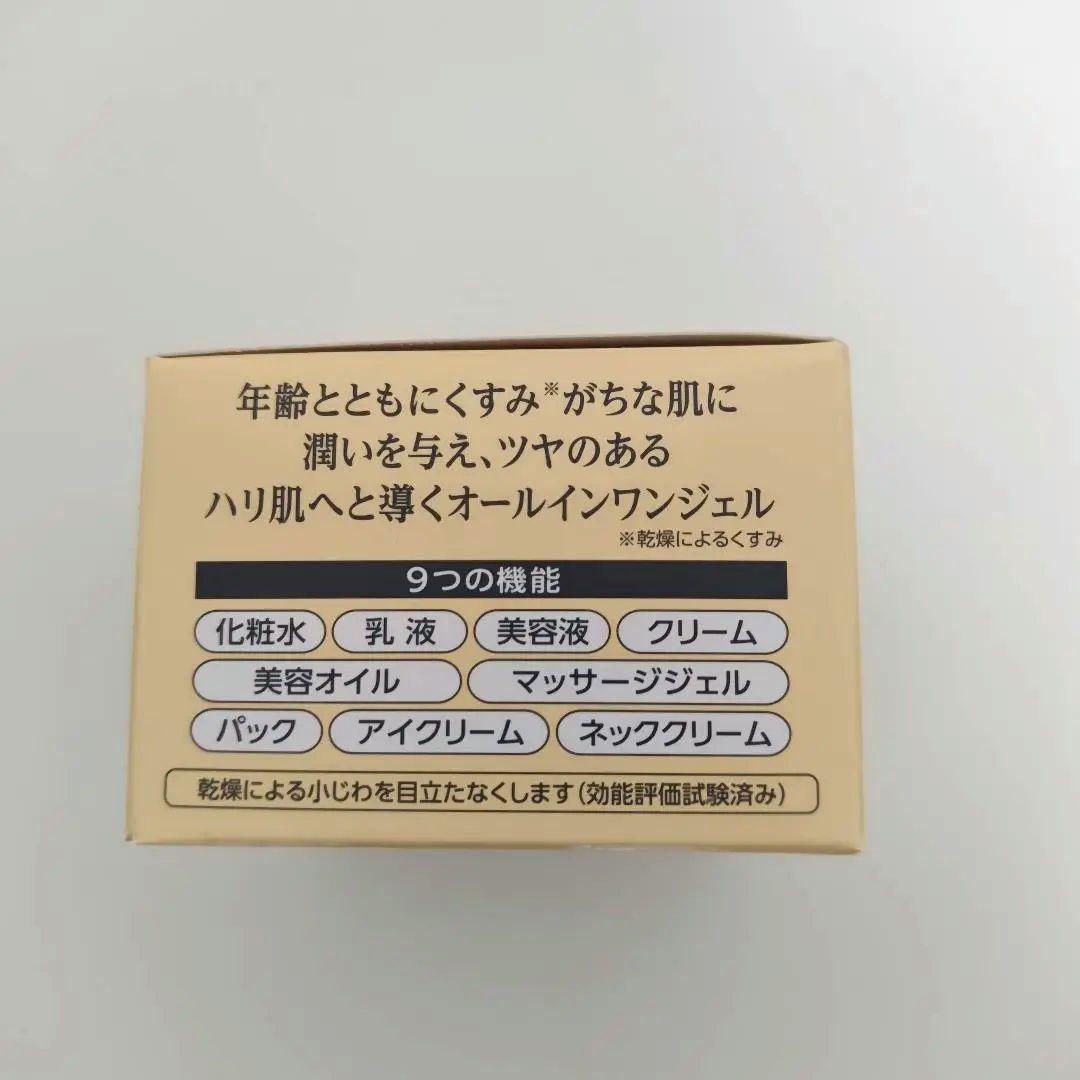 年齢とともにくすみ※がちな肌に
潤いを与え、ツヤのある
ハリ肌へと導くオールインワンジェル
※乾燥によるくすみ
9つの機能
化粧水 乳液 美容液 クリーム
美容オイル マッサージジェル
パック アイクリーム ネッククリーム
乾燥による小じわを目立たなくします(効能評価試験済み)